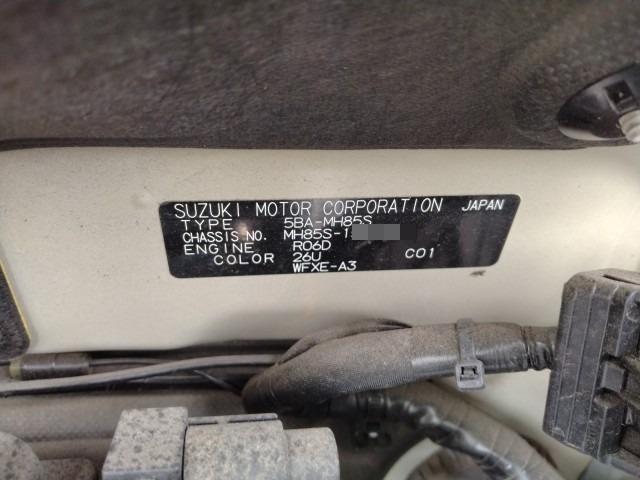 SUZUKI MOTOR CORPORATION JAPAN
TYPE 5BA-MH85S
CHASSIS NO. MH85S-1
ENGINE R06D
COLOR 26U C01
WFXE-A3